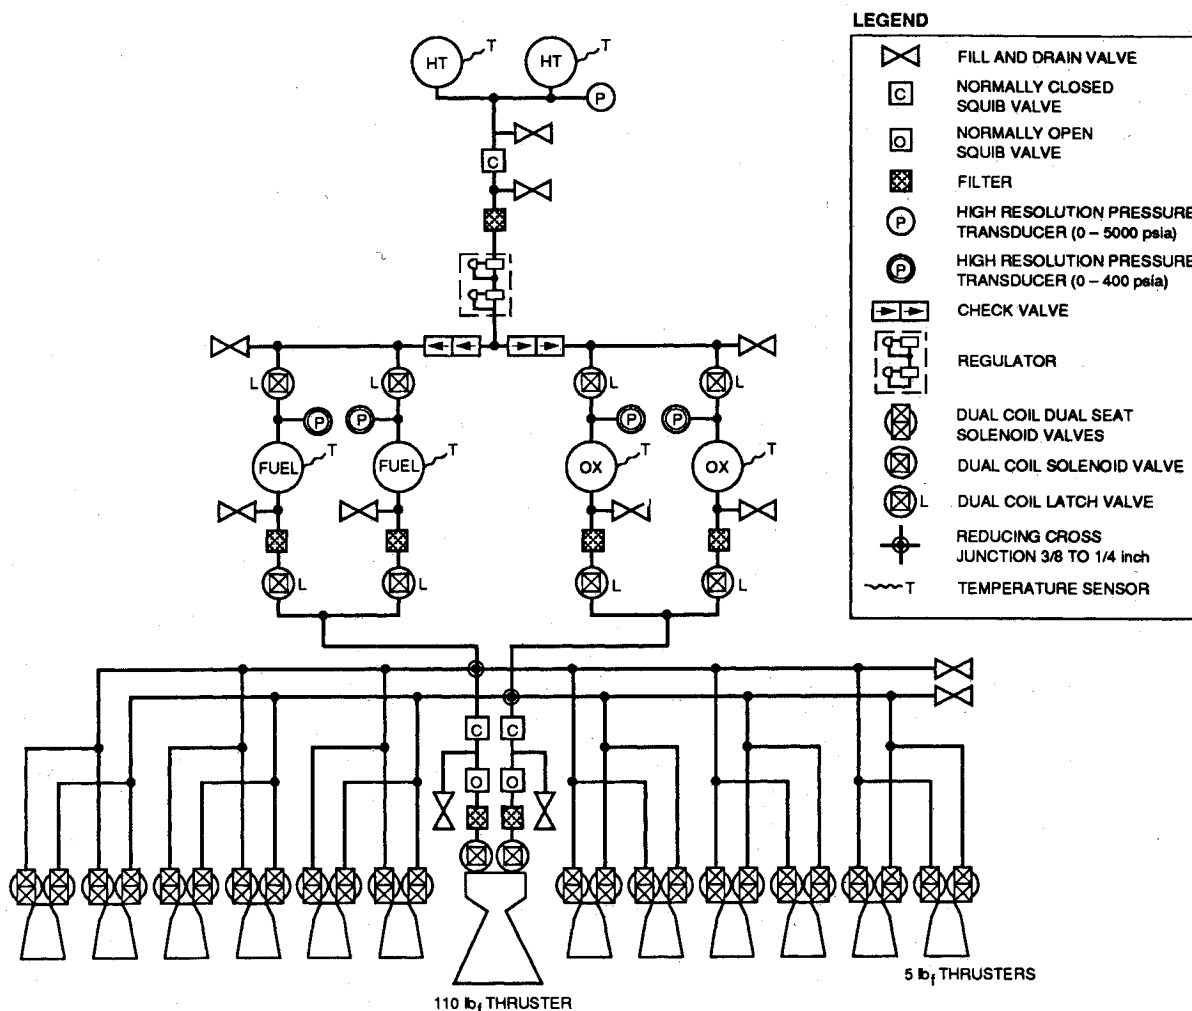 LEGEND
FILL AND DRAIN VALVE
C
NORMALLY CLOSED
SQUIB VALVE
O
NORMALLY OPEN
SQUIB VALVE
FILTER
P
HIGH RESOLUTION PRESSURE
TRANSDUCER (0 – 5000 psia)
P
HIGH RESOLUTION PRESSURE
TRANSDUCER (0 – 400 psia)
CHECK VALVE
REGULATOR
DUAL COIL DUAL SEAT
SOLENOID VALVES
DUAL COIL SOLENOID VALVE
L DUAL COIL LATCH VALVE
REDUCING CROSS
JUNCTION 3/8 TO 1/4 inch
T TEMPERATURE SENSOR
HT T HT T
P
C
L L L L
P P P P
FUEL T FUEL T OX T OX T
L L L L
C C
O O
5 lbf THRUSTERS
110 lbf THRUSTER